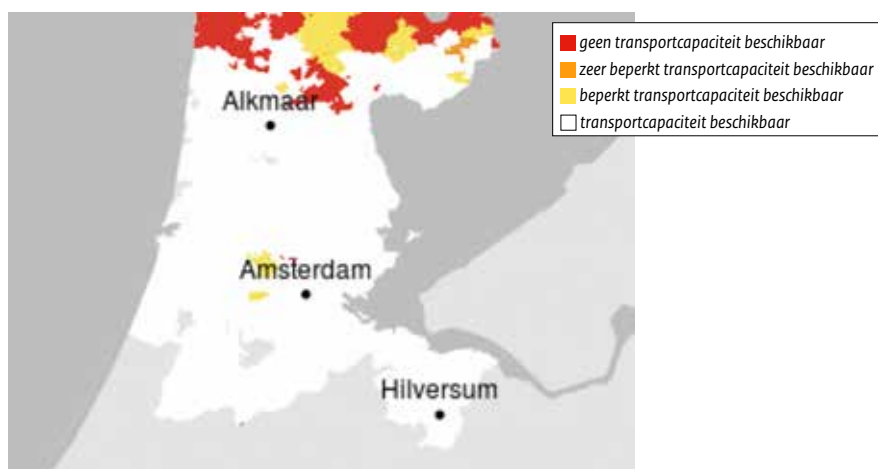 geen transportcapaciteit beschikbaar
zeer beperkt transportcapaciteit beschikbaar
beperkt transportcapaciteit beschikbaar
transportcapaciteit beschikbaar
Alkmaar
Amsterdam
Hilversum